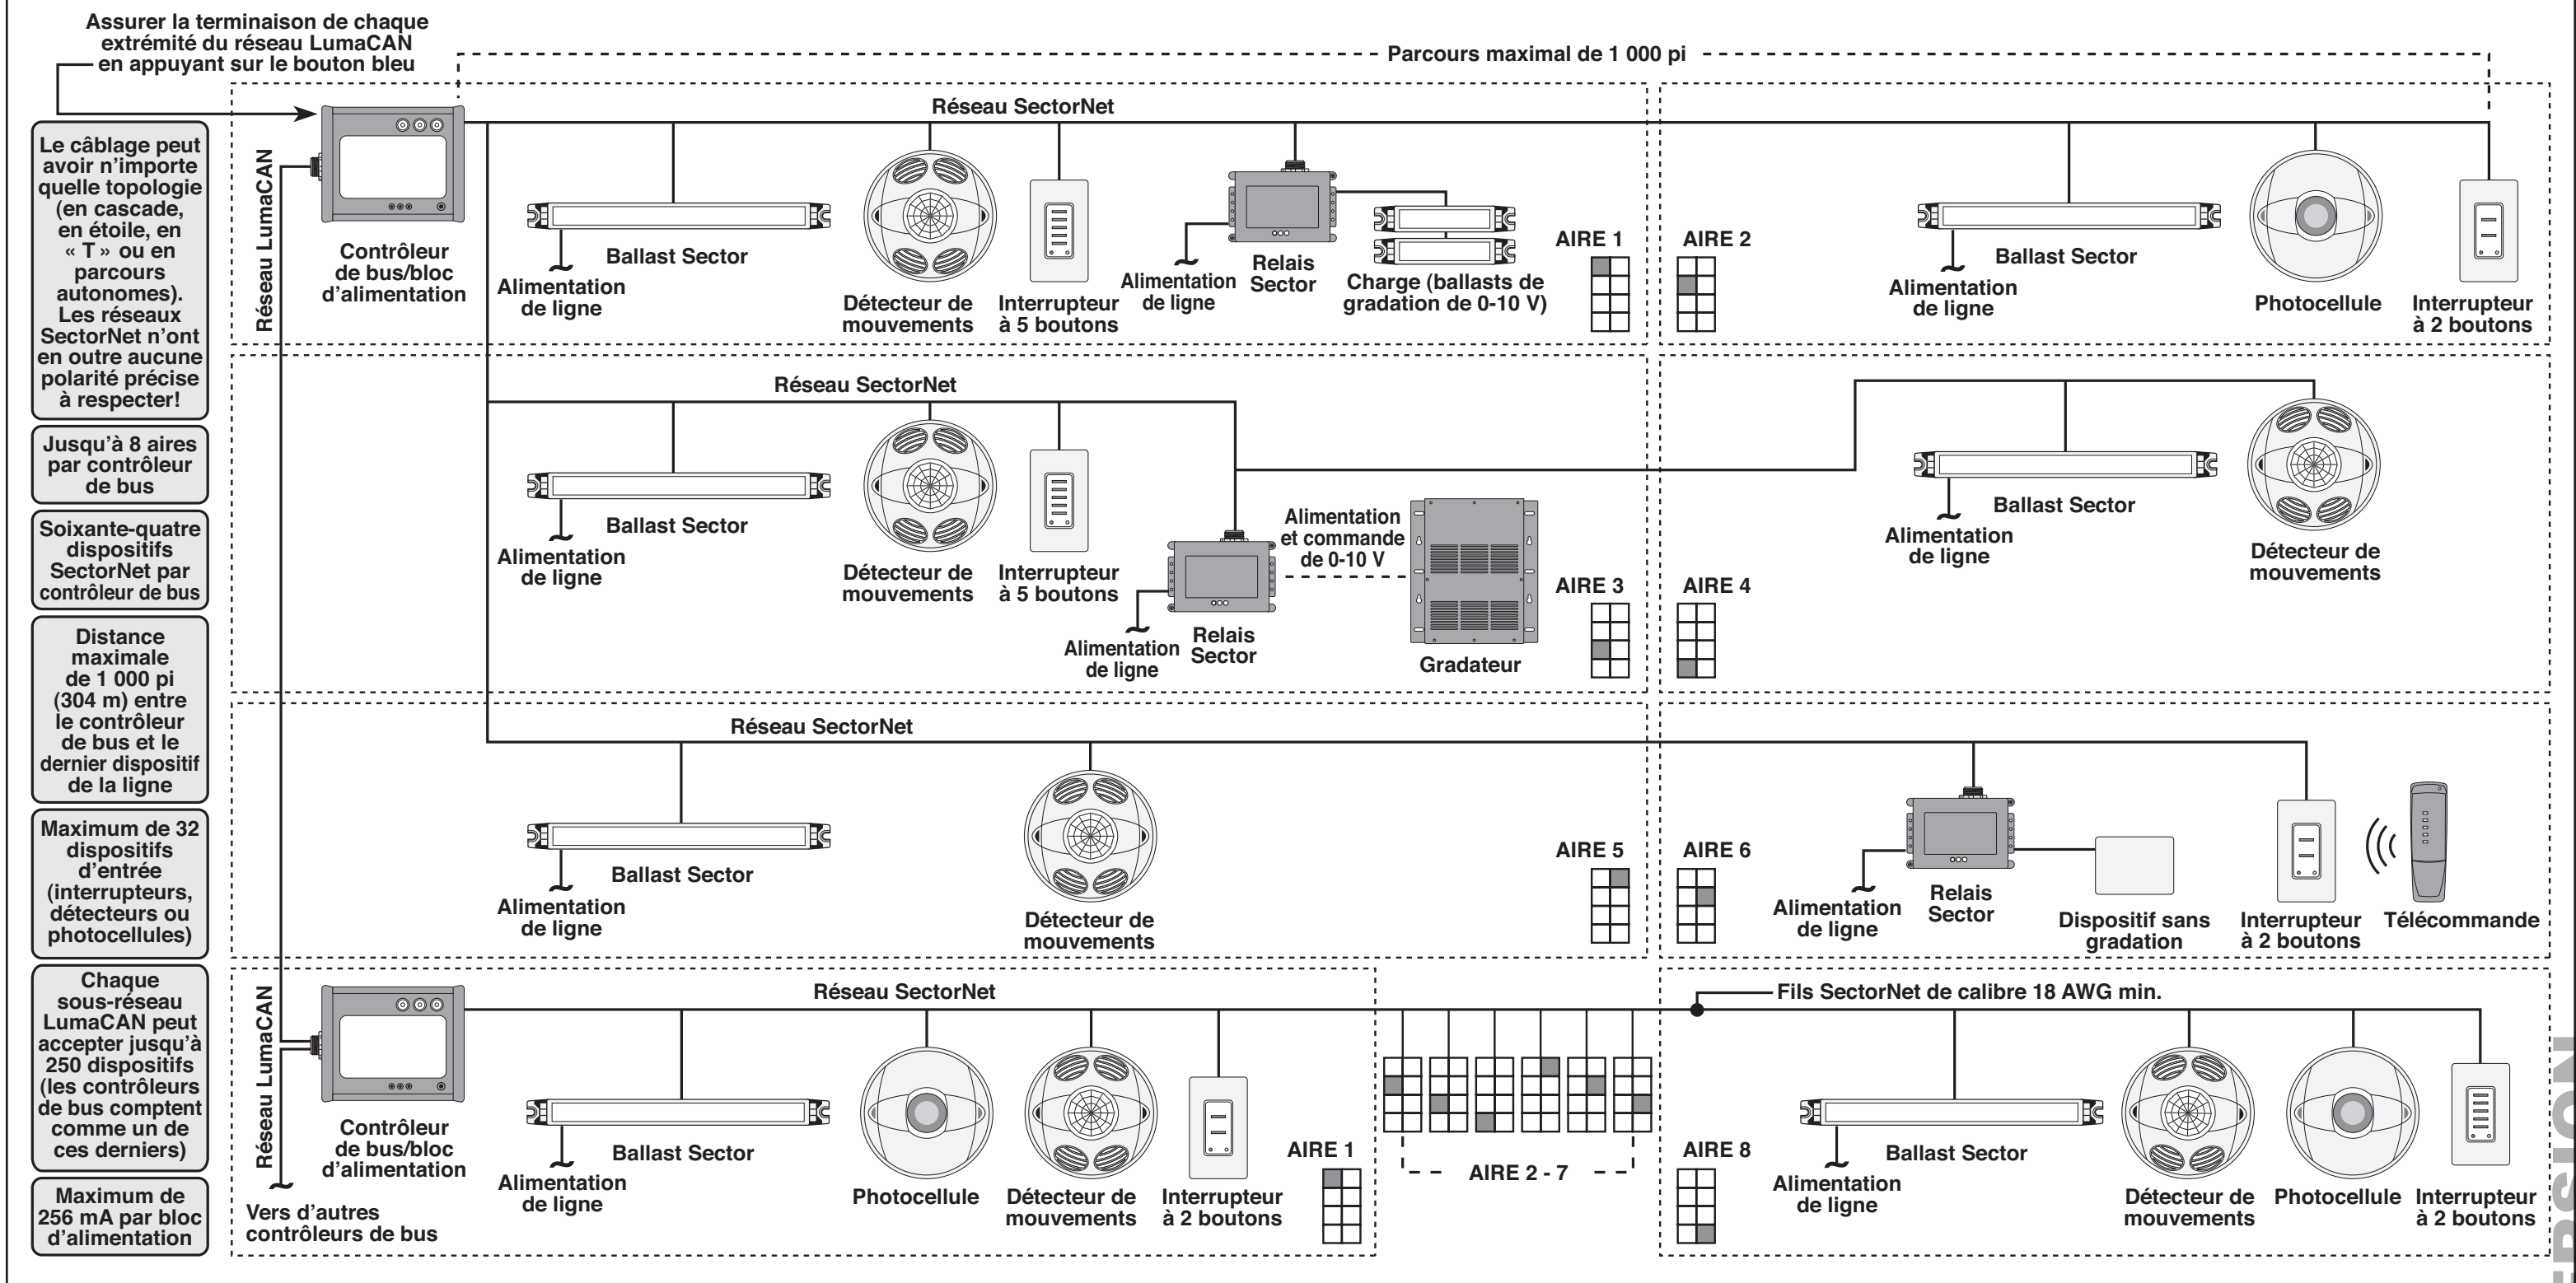 Assurer la terminaison de chaque
extrémité du réseau LumaCAN
en appuyant sur le bouton bleu
Parcours maximal de 1 000 pi
Le câblage peut
avoir n’importe
quelle topologie
(en cascade,
en étoile, en
« T » ou en
parcours
autonomes).
Les réseaux
SectorNet n’ont
en outre aucune
polarité précise
à respecter!
Jusqu’à 8 aires
par contrôleur
de bus
Soixante-quatre
dispositifs
SectorNet par
contrôleur de bus
Distance
maximale
de 1 000 pi
(304 m) entre
le contrôleur
de bus et le
dernier dispositif
de la ligne
Maximum de 32
dispositifs
d’entrée
(interrupteurs,
détecteurs ou
photocellules)
Chaque
sous-réseau
LumaCAN peut
accepter jusqu’à
250 dispositifs
(les contrôleurs
de bus comptent
comme un de
ces derniers)
Maximum de
256 mA par bloc
d’alimentation
Réseau LumaCAN
Contrôleur
de bus/bloc
d’alimentation
Réseau SectorNet
Alimentation
de ligne
Ballast Sector
Détecteur de
mouvements
Interrupteur
à 5 boutons
Alimentation
de ligne
Relais
Sector
Charge (ballasts de
gradation de 0-10 V)
AIRE 1
AIRE 2
Alimentation
de ligne
Ballast Sector
Photocellule
Interrupteur
à 2 boutons
Réseau SectorNet
Alimentation
de ligne
Ballast Sector
Détecteur de
mouvements
Interrupteur
à 5 boutons
Alimentation
de ligne
Relais
Sector
Alimentation
et commande
de 0-10 V
Gradateur
AIRE 3
AIRE 4
Alimentation
de ligne
Ballast Sector
Détecteur de
mouvements
Réseau SectorNet
Alimentation
de ligne
Ballast Sector
Détecteur de
mouvements
AIRE 5
AIRE 6
Alimentation
de ligne
Relais
Sector
Dispositif sans
gradation
Interrupteur
à 2 boutons
Télécommande
Réseau LumaCAN
Contrôleur
de bus/bloc
d’alimentation
Vers d’autres
contrôleurs de bus
Réseau SectorNet
Alimentation
de ligne
Ballast Sector
Photocellule
Détecteur de
mouvements
Interrupteur
à 2 boutons
AIRE 1
AIRE 2 - 7
Fils SectorNet de calibre 18 AWG min.
AIRE 8
Alimentation
de ligne
Ballast Sector
Détecteur de
mouvements
Photocellule
Interrupteur
à 2 boutons